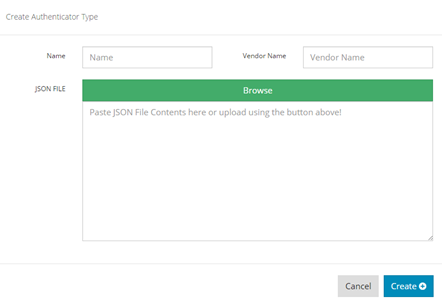 Create Authenticator Type
Name Name Vendor Name Vendor Name
JSON FILE Browse
Paste JSON File Contents here or upload using the button above!
Cancel Create